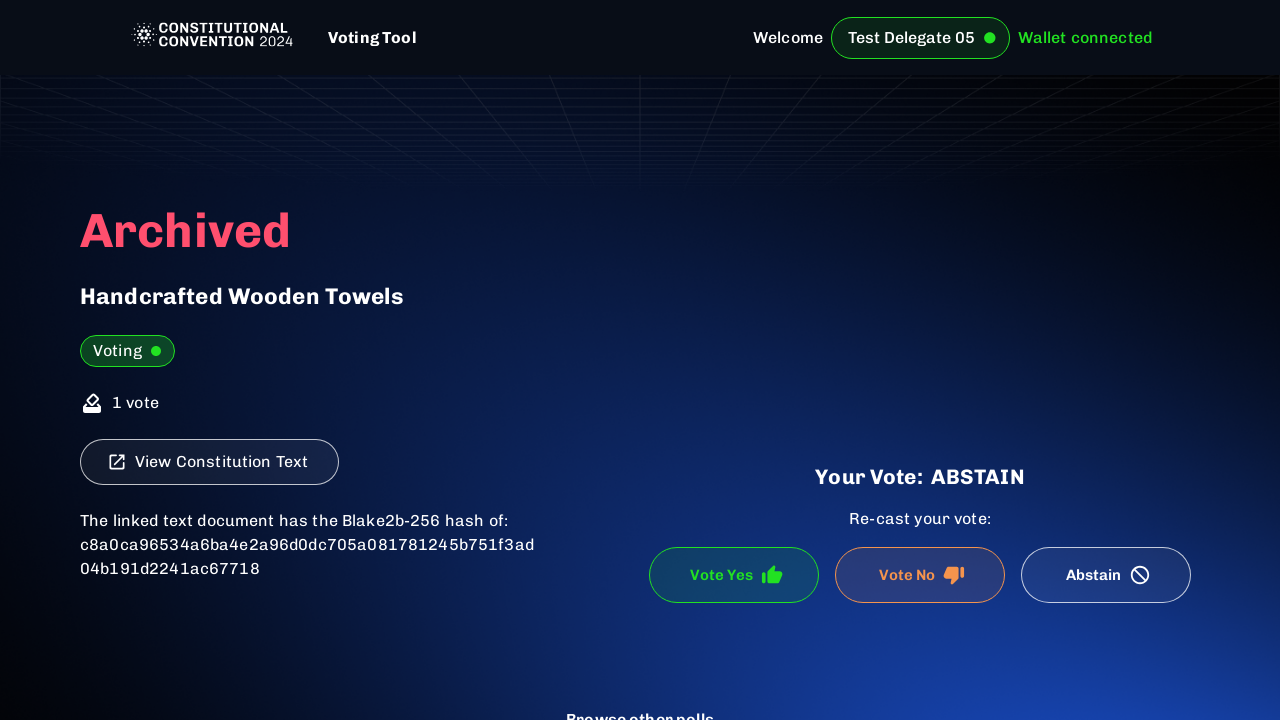 CONSTITUTIONAL
CONVENTION 2024
Voting Tool
Welcome
Test Delegate 05
Wallet connected
Archived
Handcrafted Wooden Towels
Voting
1 vote
View Constitution Text
The linked text document has the Blake2b-256 hash of:
c8a0ca96534a6ba4e2a96d0dc705a081781245b751f3ad
04b191d2241ac67718
Your Vote: ABSTAIN
Re-cast your vote:
Vote Yes
Vote No
Abstain
Browse other polls